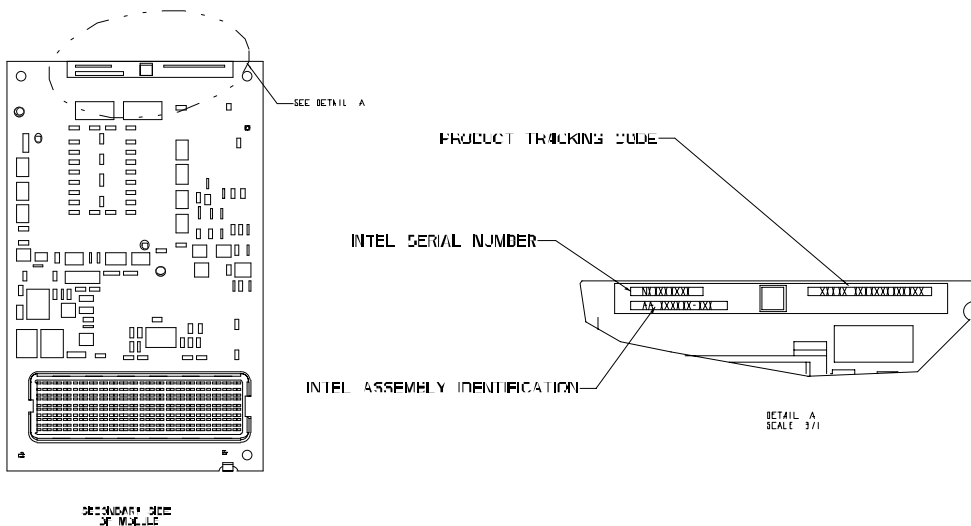 SEE DETAIL A
PRODUCT TRACKING CODE
INTEL SERIAL NUMBER
INTEL ASSEMBLY IDENTIFICATION
DETAIL A
SCALE 3/1
SECONDARY SIDE
OF MODULE